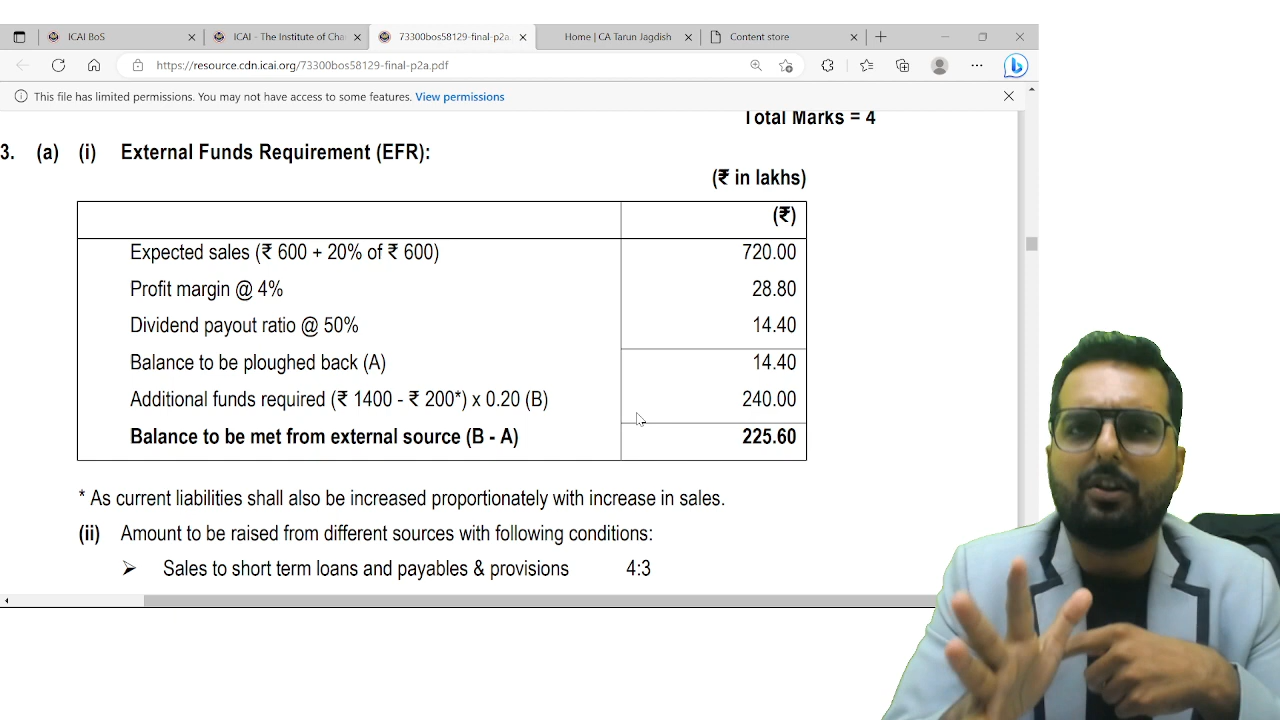 ICAI BoS
ICAI - The Institute of Cha
73300bos58129-final-p2a.
Home | CA Tarun Jagdish
Content store
https://resource.cdn.icai.org/73300bos58129-final-p2a.pdf
This file has limited permissions. You may not have access to some features. View permissions
Total Marks = 4
3. (a) (i) External Funds Requirement (EFR):
(₹ in lakhs)
(₹)
Expected sales (₹ 600 + 20% of ₹ 600) 720.00
Profit margin @ 4% 28.80
Dividend payout ratio @ 50% 14.40
Balance to be ploughed back (A) 14.40
Additional funds required (₹ 1400 - ₹ 200*) x 0.20 (B) 240.00
Balance to be met from external source (B - A) 225.60
* As current liabilities shall also be increased proportionately with increase in sales.
(ii) Amount to be raised from different sources with following conditions:
➢ Sales to short term loans and payables & provisions 4:3